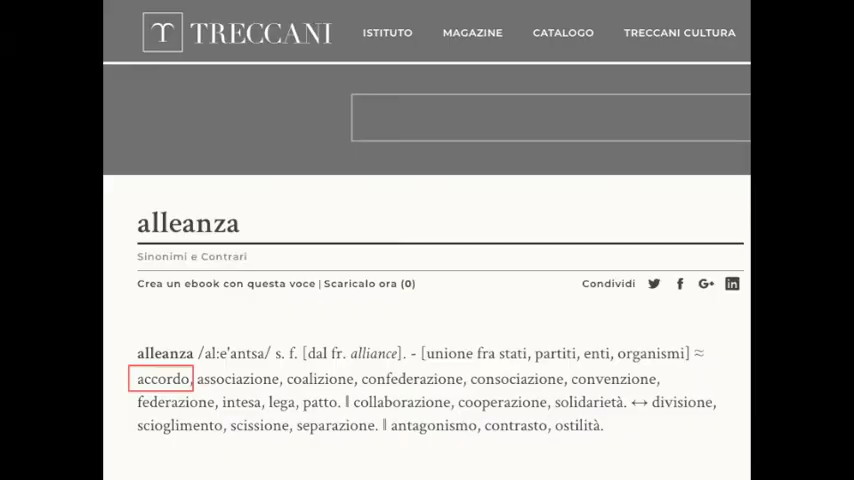 TRECCANI ISTITUTO MAGAZINE CATALOGO TRECCANI CULTURA
alleanza
Sinonimi e Contrari
Crea un ebook con questa voce | Scaricalo ora (0) Condividi
alleanza /al:e'antsa/ s. f. [dal fr. alliance]. - [unione fra stati, partiti, enti, organismi] ≈
accordo, associazione, coalizione, confederazione, consociazione, convenzione,
federazione, intesa, lega, patto. ‖ collaborazione, cooperazione, solidarietà. ↔ divisione,
scioglimento, scissione, separazione. ‖ antagonismo, contrasto, ostilità.